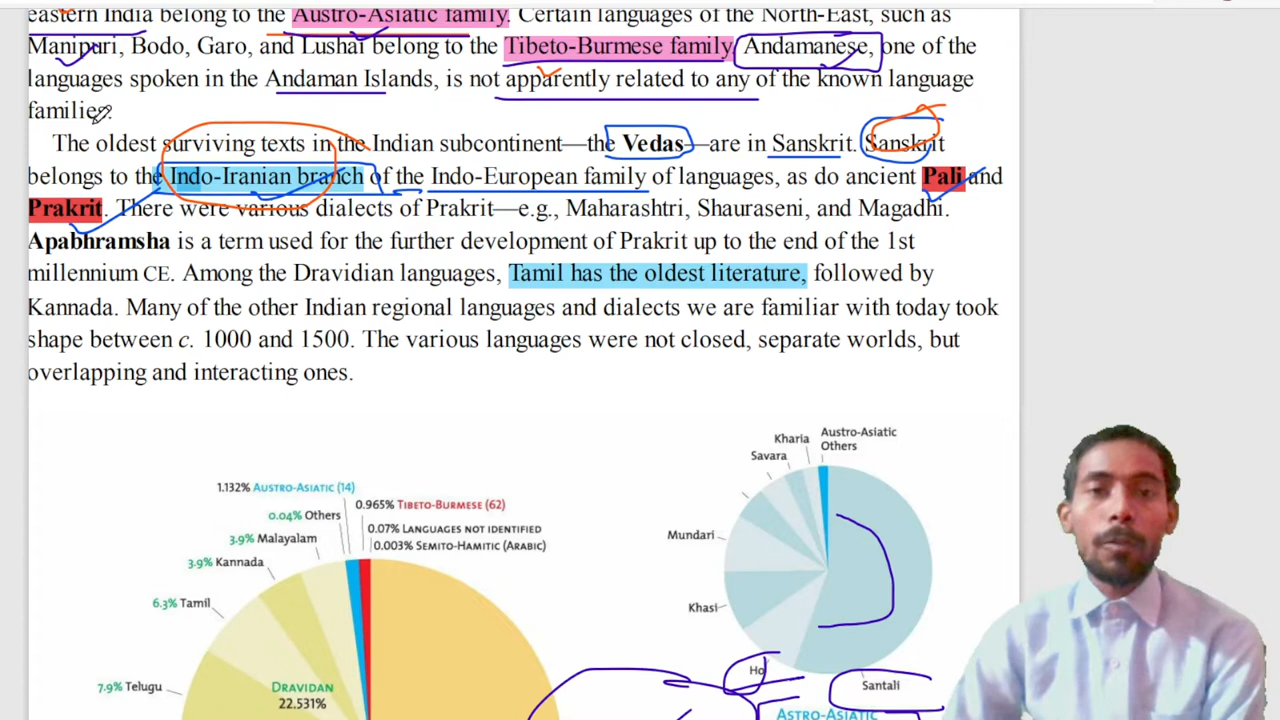 eastern India belong to the Austro-Asiatic family. Certain languages of the North-East, such as
Manipuri, Bodo, Garo, and Lushai belong to the Tibeto-Burmese family. Andamanese, one of the
languages spoken in the Andaman Islands, is not apparently related to any of the known language
families.
The oldest surviving texts in the Indian subcontinent—the Vedas—are in Sanskrit. Sanskrit
belongs to the Indo-Iranian branch of the Indo-European family of languages, as do ancient Pali and
Prakrit. There were various dialects of Prakrit—e.g., Maharashtri, Shauraseni, and Magadhi.
Apabhramsha is a term used for the further development of Prakrit up to the end of the 1st
millennium CE. Among the Dravidian languages, Tamil has the oldest literature, followed by
Kannada. Many of the other Indian regional languages and dialects we are familiar with today took
shape between c. 1000 and 1500. The various languages were not closed, separate worlds, but
overlapping and interacting ones.
1.132% AUSTRO-ASIATIC (14)
0.965% TIBETO-BURMESE (62)
0.04% Others
0.07% LANGUAGES NOT IDENTIFIED
0.003% SEMITO-HAMITIC (ARABIC)
3.9% Malayalam
3.9% Kannada
6.3% Tamil
7.9% Telugu
DRAVIDAN
22.531%
Kharia
Austro-Asiatic
Others
Savara
Mundari
Khasi
Ho
Santali
ASTRO-ASIATIC